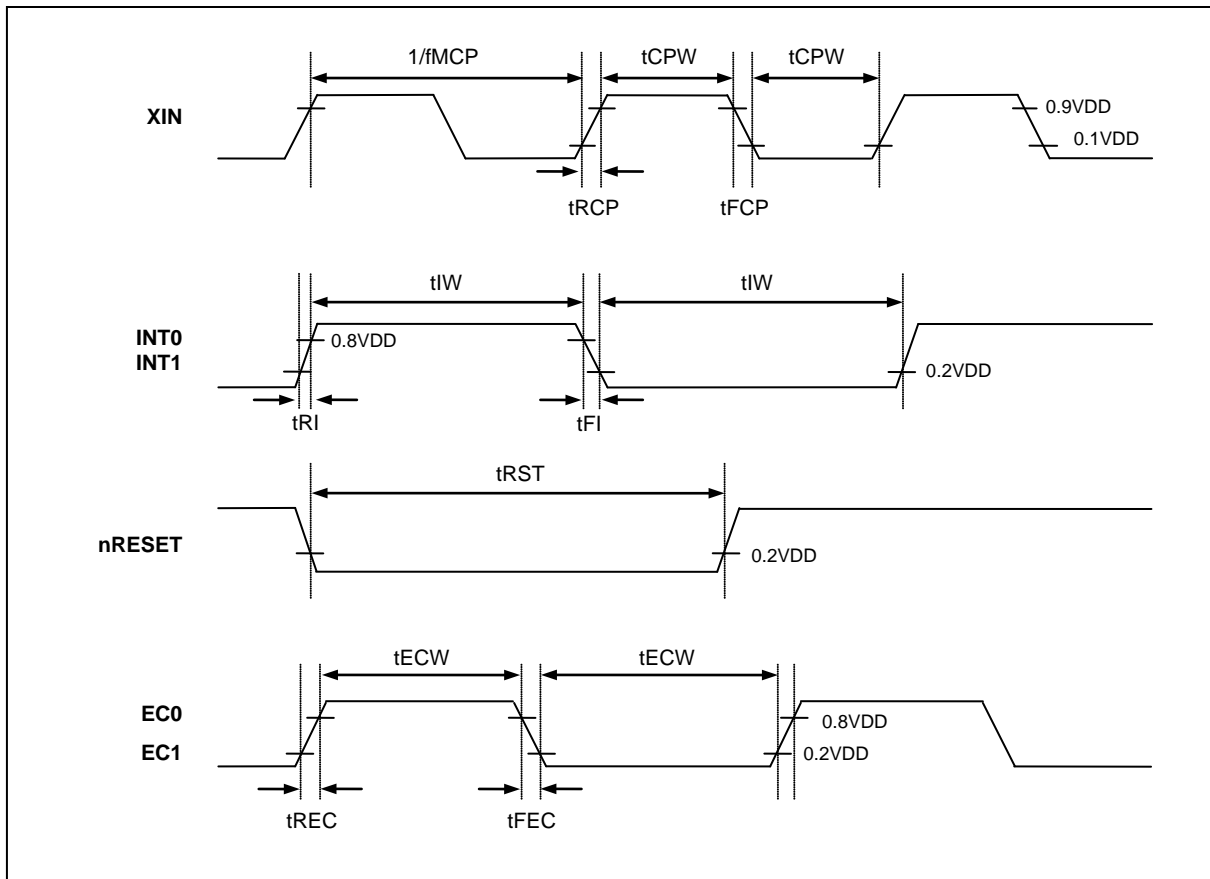 1/fMCP tCPW tCPW
XIN
0.9VDD
0.1VDD
tRCP tFCP
tIW tIW
INT0
INT1
0.8VDD
0.2VDD
tRI tFI
tRST
nRESET
0.2VDD
tECW tECW
EC0
0.8VDD
EC1
0.2VDD
tREC tFEC